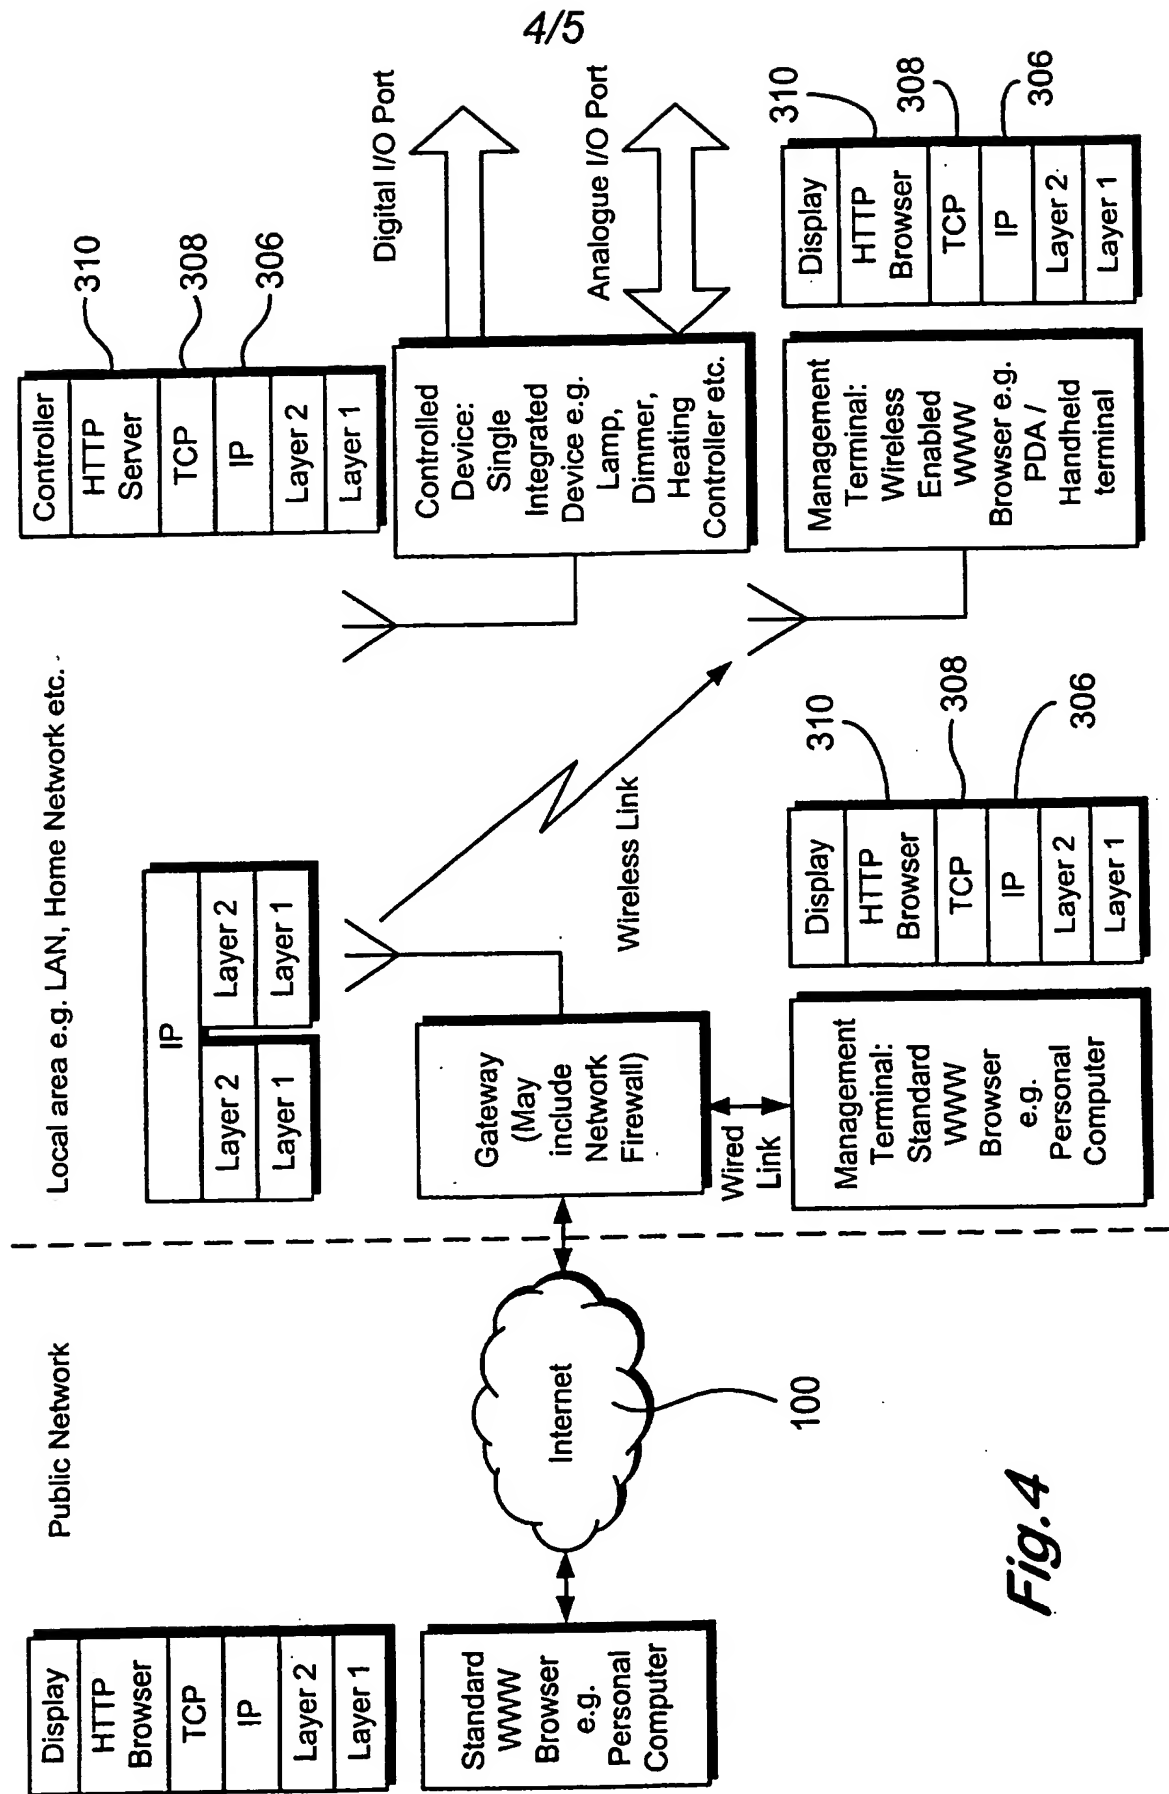 4/5
Public Network
Local area e.g. LAN, Home Network etc.
Display
HTTP
Browser
TCP
IP
Layer 2
Layer 1
Standard
WWW
Browser
e.g.
Personal
Computer
Internet
100
IP
Layer 2
Layer 2
Layer 1
Layer 1
Gateway
(May
include
Network
Firewall)
Wired
Link
Wireless Link
Management
Terminal:
Standard
WWW
Browser
e.g.
Personal
Computer
Display
HTTP
Browser
TCP
IP
Layer 2
Layer 1
310
308
306
Controller
HTTP
Server
TCP
IP
Layer 2
Layer 1
310
308
306
Controlled
Device:
Single
Integrated
Device e.g.
Lamp,
Dimmer,
Heating
Controller etc.
Digital I/O Port
Analogue I/O Port
Management
Terminal:
Wireless
Enabled
WWW
Browser e.g.
PDA /
Handheld
terminal
Display
HTTP
Browser
TCP
IP
Layer 2
Layer 1
310
308
306
Fig.4